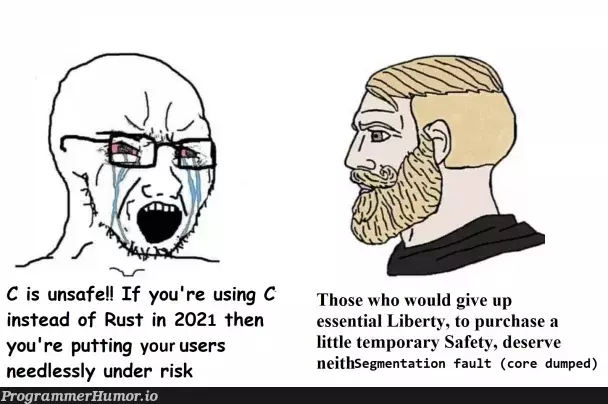 C is unsafe!! If you're using C
instead of Rust in 2021 then
you're putting your users
needlessly under risk
Those who would give up
essential Liberty, to purchase a
little temporary Safety, deserve
neithSegmentation fault (core dumped)
ProgrammerHumor.io